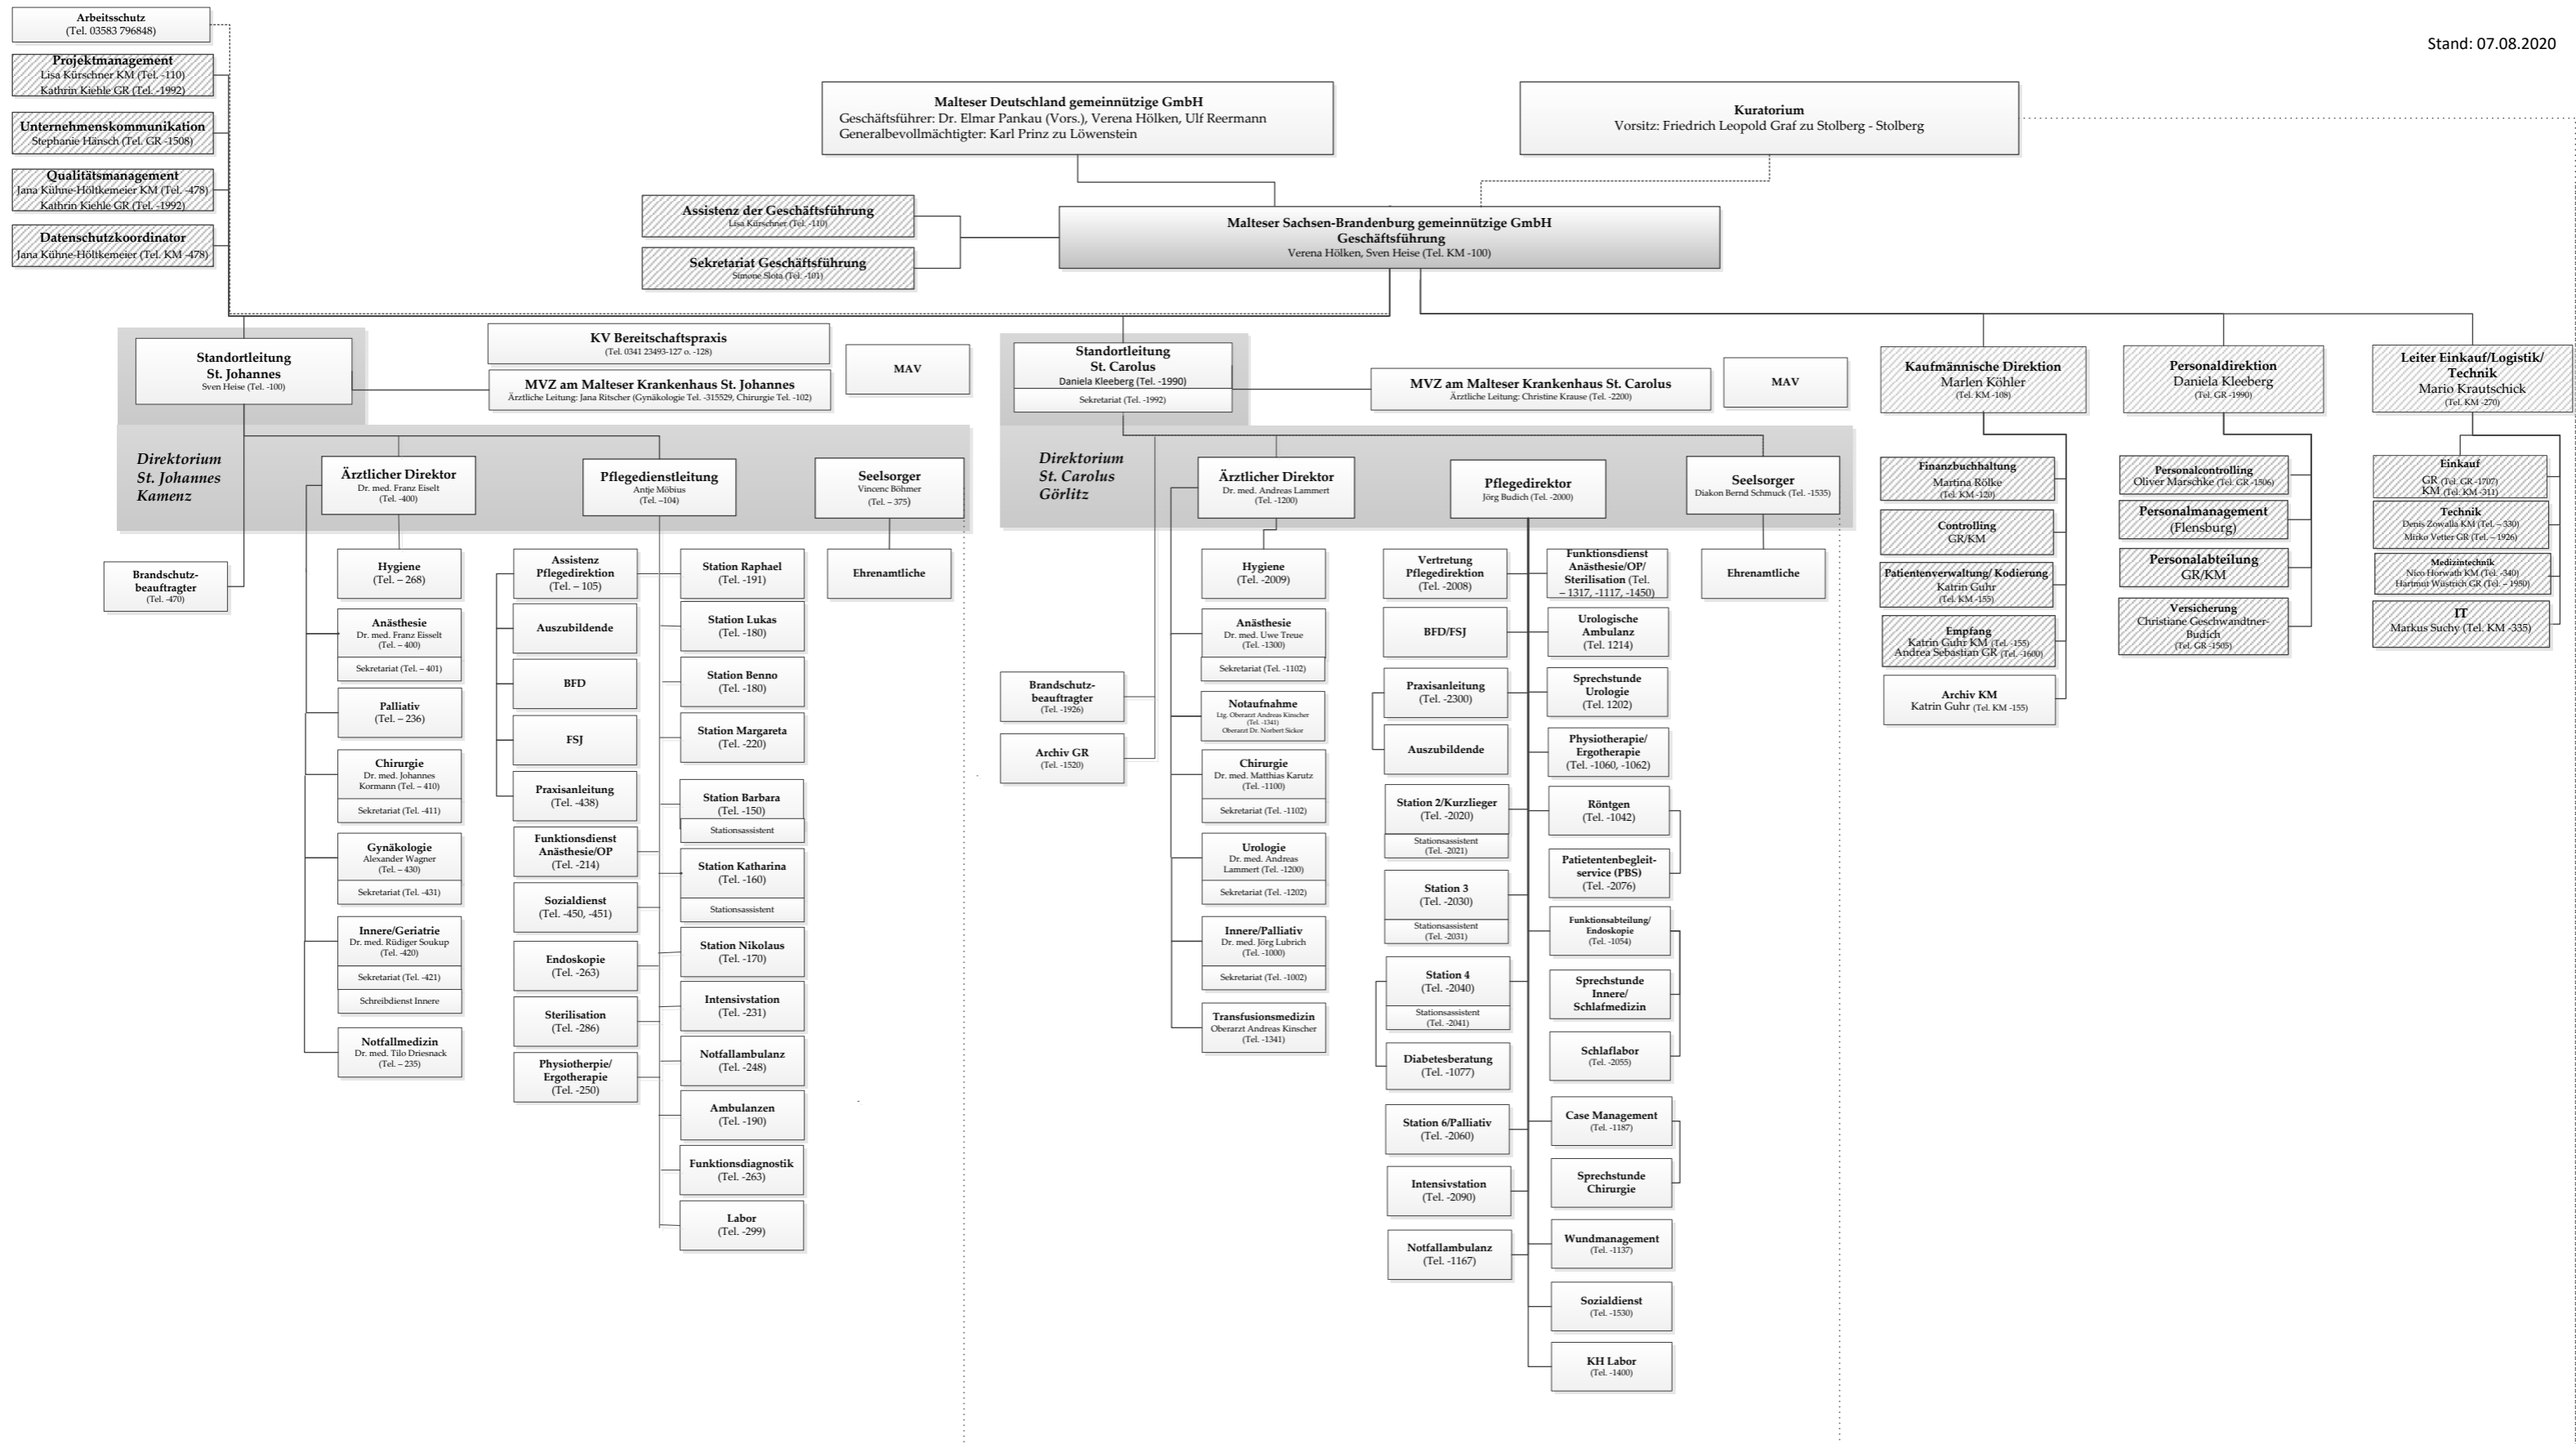 Stand: 07.08.2020
Arbeitsschutz
(Tel. 03583 796848)
Projektmanagement
Lisa Kürschner KM (Tel. -110)
Kathrin Kiehle GR (Tel. -1992)
Unternehmenskommunikation
Stephanie Hänsch (Tel. GR -1508)
Qualitätsmanagement
Jana Kühne-Höltkemeier KM (Tel. -478)
Kathrin Kiehle GR (Tel. -1992)
Datenschutzkoordinator
Jana Kühne-Höltkemeier (Tel. KM -478)
Malteser Deutschland gemeinnützige GmbH
Geschäftsführer: Dr. Elmar Pankau (Vors.), Verena Hölken, Ulf Reermann
Generalbevollmächtigter: Karl Prinz zu Löwenstein
Kuratorium
Vorsitz: Friedrich Leopold Graf zu Stolberg - Stolberg
Assistenz der Geschäftsführung
Lisa Kürschner (Tel. -110)
Sekretariat Geschäftsführung
Simone Slota (Tel. -101)
Malteser Sachsen-Brandenburg gemeinnützige GmbH
Geschäftsführung
Verena Hölken, Sven Heise (Tel. KM -100)
Standortleitung
St. Johannes
Sven Heise (Tel. -100)
KV Bereitschaftspraxis
(Tel. 0341 23493-127 o. -128)
MVZ am Malteser Krankenhaus St. Johannes
Ärztliche Leitung: Jana Ritscher (Gynäkologie Tel. -315529, Chirurgie Tel. -102)
MAV
Standortleitung
St. Carolus
Daniela Kleeberg (Tel. -1990)
Sekretariat (Tel. -1992)
MVZ am Malteser Krankenhaus St. Carolus
Ärztliche Leitung: Christine Krause (Tel. -2200)
MAV
Kaufmännische Direktion
Marlen Köhler
(Tel. KM -108)
Personaldirektion
Daniela Kleeberg
(Tel. GR -1990)
Leiter Einkauf/Logistik/
Technik
Mario Krautschick
(Tel. KM -270)
Direktorium
St. Johannes
Kamenz
Ärztlicher Direktor
Dr. med. Franz Eiselt
(Tel. -400)
Pflegedienstleitung
Antje Möbius
(Tel. –104)
Seelsorger
Vincenc Böhmer
(Tel. – 375)
Brandschutz-
beauftragter
(Tel. -470)
Hygiene
(Tel. – 268)
Anästhesie
Dr. med. Franz Eisselt
(Tel. – 400)
Sekretariat (Tel. – 401)
Palliativ
(Tel. – 236)
Chirurgie
Dr. med. Johannes
Kormann (Tel. – 410)
Sekretariat (Tel. -411)
Gynäkologie
Alexander Wagner
(Tel. – 430)
Sekretariat (Tel. -431)
Innere/Geriatrie
Dr. med. Rüdiger Soukup
(Tel. -420)
Sekretariat (Tel. -421)
Schreibdienst Innere
Notfallmedizin
Dr. med. Tilo Driesnack
(Tel. – 235)
Assistenz
Pflegedirektion
(Tel. – 105)
Auszubildende
BFD
FSJ
Praxisanleitung
(Tel. -438)
Funktionsdienst
Anästhesie/OP
(Tel. -214)
Sozialdienst
(Tel. -450, -451)
Endoskopie
(Tel. -263)
Sterilisation
(Tel. -286)
Physiotherpie/
Ergotherapie
(Tel. -250)
Station Raphael
(Tel. -191)
Station Lukas
(Tel. -180)
Station Benno
(Tel. -180)
Station Margareta
(Tel. -220)
Station Barbara
(Tel. -150)
Stationsassistent
Station Katharina
(Tel. -160)
Stationsassistent
Station Nikolaus
(Tel. -170)
Intensivstation
(Tel. -231)
Notfallambulanz
(Tel. -248)
Ambulanzen
(Tel. -190)
Funktionsdiagnostik
(Tel. -263)
Labor
(Tel. -299)
Ehrenamtliche
Direktorium
St. Carolus
Görlitz
Ärztlicher Direktor
Dr. med. Andreas Lammert
(Tel. -1200)
Pflegedirektor
Jörg Budich (Tel. -2000)
Seelsorger
Diakon Bernd Schmuck (Tel. -1535)
Brandschutz-
beauftragter
(Tel. -1926)
Archiv GR
(Tel. -1520)
Hygiene
(Tel. -2009)
Anästhesie
Dr. med. Uwe Treue
(Tel. -1300)
Sekretariat (Tel. -1102)
Notaufnahme
Ltg. Oberarzt Andreas Kinscher
(Tel. -1341)
Oberarzt Dr. Norbert Sickor
Chirurgie
Dr. med. Matthias Karutz
(Tel. -1100)
Sekretariat (Tel. -1102)
Urologie
Dr. med. Andreas
Lammert (Tel. -1200)
Sekretariat (Tel. -1202)
Innere/Palliativ
Dr. med. Jörg Lubrich
(Tel. -1000)
Sekretariat (Tel. -1002)
Transfusionsmedizin
Oberarzt Andreas Kinscher
(Tel. -1341)
Vertretung
Pflegedirektion
(Tel. -2008)
BFD/FSJ
Praxisanleitung
(Tel. -2300)
Auszubildende
Station 2/Kurzlieger
(Tel. -2020)
Stationsassistent
(Tel. -2021)
Station 3
(Tel. -2030)
Stationsassistent
(Tel. -2031)
Station 4
(Tel. -2040)
Stationsassistent
(Tel. -2041)
Diabetesberatung
(Tel. -1077)
Station 6/Palliativ
(Tel. -2060)
Intensivstation
(Tel. -2090)
Notfallambulanz
(Tel. -1167)
Funktionsdienst
Anästhesie/OP/
Sterilisation (Tel.
– 1317, -1117, -1450)
Urologische
Ambulanz
(Tel. 1214)
Sprechstunde
Urologie
(Tel. 1202)
Physiotherapie/
Ergotherapie
(Tel. -1060, -1062)
Röntgen
(Tel. -1042)
Patietentenbegleit-
service (PBS)
(Tel. -2076)
Funktionsabteilung/
Endoskopie
(Tel. -1054)
Sprechstunde
Innere/
Schlafmedizin
Schlaflabor
(Tel. -2055)
Case Management
(Tel. -1187)
Sprechstunde
Chirurgie
Wundmanagement
(Tel. -1137)
Sozialdienst
(Tel. -1530)
KH Labor
(Tel. -1400)
Ehrenamtliche
Finanzbuchhaltung
Martina Rölke
(Tel. KM -120)
Controlling
GR/KM
Patientenverwaltung/ Kodierung
Katrin Guhr
(Tel. KM -155)
Empfang
Katrin Guhr KM (Tel. -155)
Andrea Sebastian GR (Tel. -1600)
Archiv KM
Katrin Guhr (Tel. KM -155)
Personalcontrolling
Oliver Marschke (Tel. GR -1506)
Personalmanagement
(Flensburg)
Personalabteilung
GR/KM
Versicherung
Christiane Geschwandtner-
Budich
(Tel. GR -1505)
Einkauf
GR (Tel. GR -1707)
KM (Tel. KM -311)
Technik
Denis Zowalla KM (Tel. – 330)
Mirko Vetter GR (Tel. – 1926)
Medizintechnik
Nico Horwath KM (Tel. -340)
Hartmut Wüstrich GR (Tel. – 1950)
IT
Markus Suchy (Tel. KM -335)